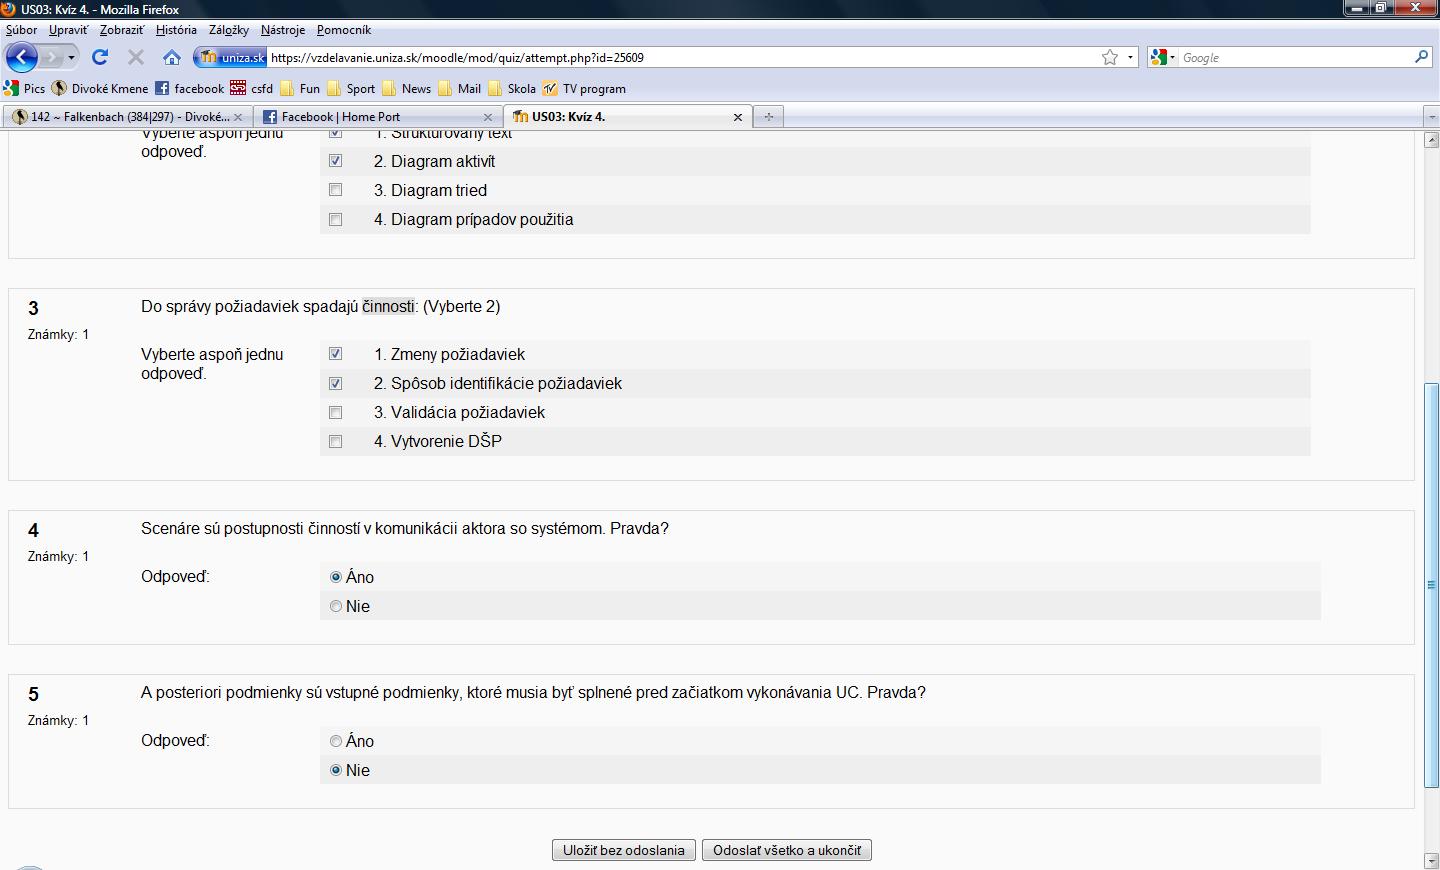 US03: Kvíz 4. - Mozilla Firefox
Súbor Upraviť Zobraziť História Záložky Nástroje Pomocník
uniza.sk https://vzdelavanie.uniza.sk/moodle/mod/quiz/attempt.php?id=25609 Google
Pics Divoké Kmene facebook csfd Fun Sport News Mail Skola TV program
142 ~ Falkenbach (384|297) - Divoké... Facebook | Home Port US03: Kvíz 4.
Vyberte aspoň jednu odpoveď.
1. Štruktúrovaný text
2. Diagram aktivít
3. Diagram tried
4. Diagram prípadov použitia
3 Do správy požiadaviek spadajú činnosti: (Vyberte 2)
Známky: 1
Vyberte aspoň jednu odpoveď.
1. Zmeny požiadaviek
2. Spôsob identifikácie požiadaviek
3. Validácia požiadaviek
4. Vytvorenie DŠP
4 Scenáre sú postupnosti činností v komunikácii aktora so systémom. Pravda?
Známky: 1
Odpoveď:
Áno
Nie
5 A posteriori podmienky sú vstupné podmienky, ktoré musia byť splnené pred začiatkom vykonávania UC. Pravda?
Známky: 1
Odpoveď:
Áno
Nie
Uložiť bez odoslania Odoslať všetko a ukončiť